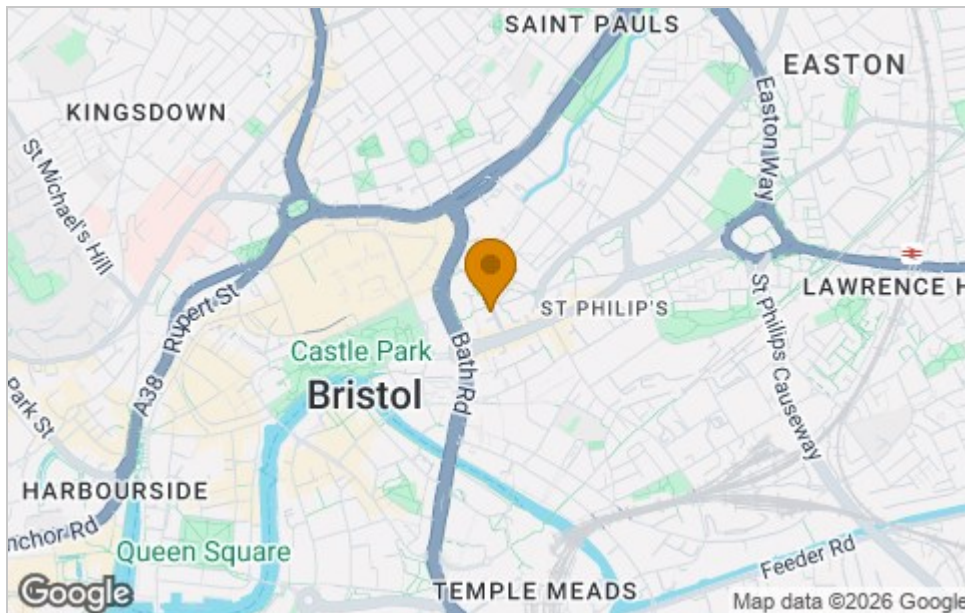 SAINT PAULS
EASTON
KINGSDOWN
Easton Way
St Michael's Hill
Rupert St
ST PHILIP'S
LAWRENCE H
Castle Park
Bath Rd
Bristol
St Philips Causeway
A38
Park St
HARBOURSIDE
nchor Rd
Queen Square
Feeder Rd
TEMPLE MEADS
Google
Map data ©2026 Google